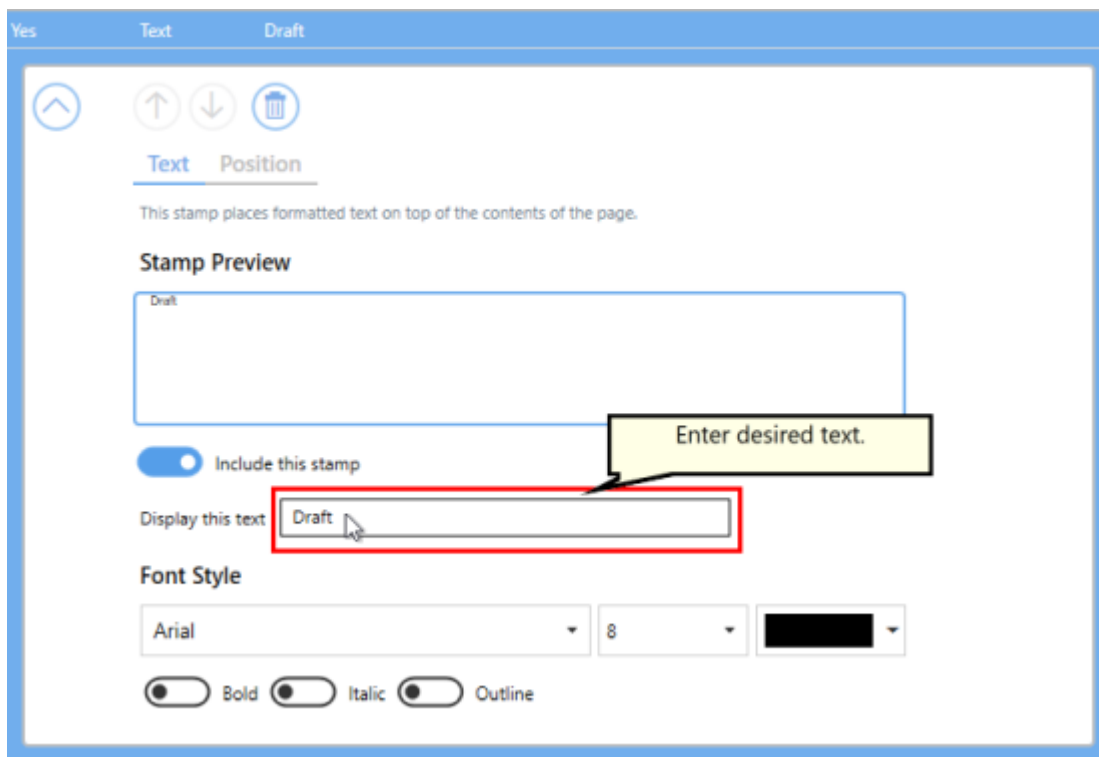 Yes Text Draft
Text Position
This stamp places formatted text on top of the contents of the page.
Stamp Preview
Draft
Enter desired text.
Include this stamp
Display this text Draft
Font Style
Arial 8
Bold Italic Outline